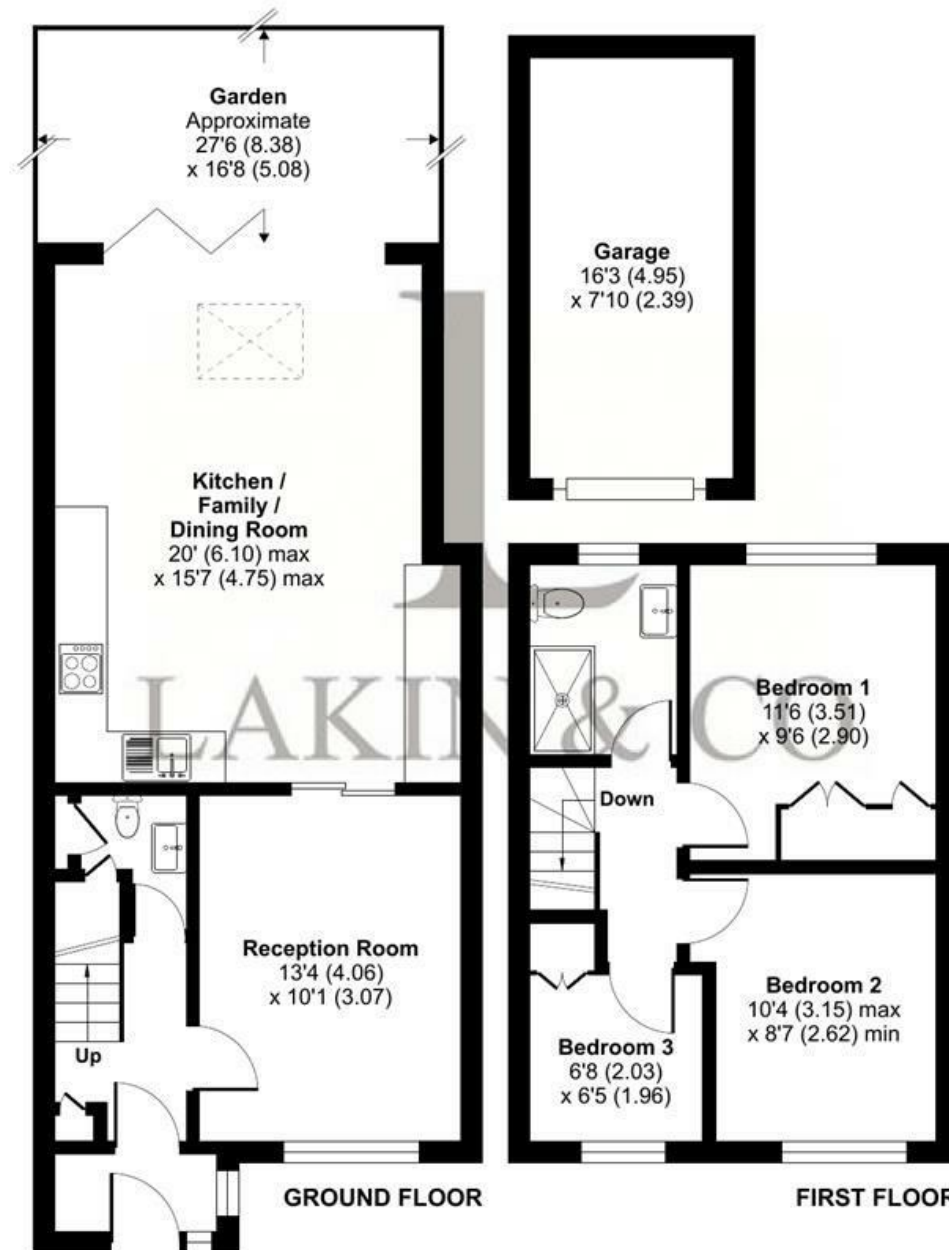 Garden
Approximate
27'6 (8.38)
x 16'8 (5.08)
Garage
16'3 (4.95)
x 7'10 (2.39)
Kitchen /
Family /
Dining Room
20' (6.10) max
x 15'7 (4.75) max
LAKIN & CO
Bedroom 1
11'6 (3.51)
x 9'6 (2.90)
Down
Reception Room
13'4 (4.06)
x 10'1 (3.07)
Up
Bedroom 2
10'4 (3.15) max
x 8'7 (2.62) min
Bedroom 3
6'8 (2.03)
x 6'5 (1.96)
GROUND FLOOR
FIRST FLOOR